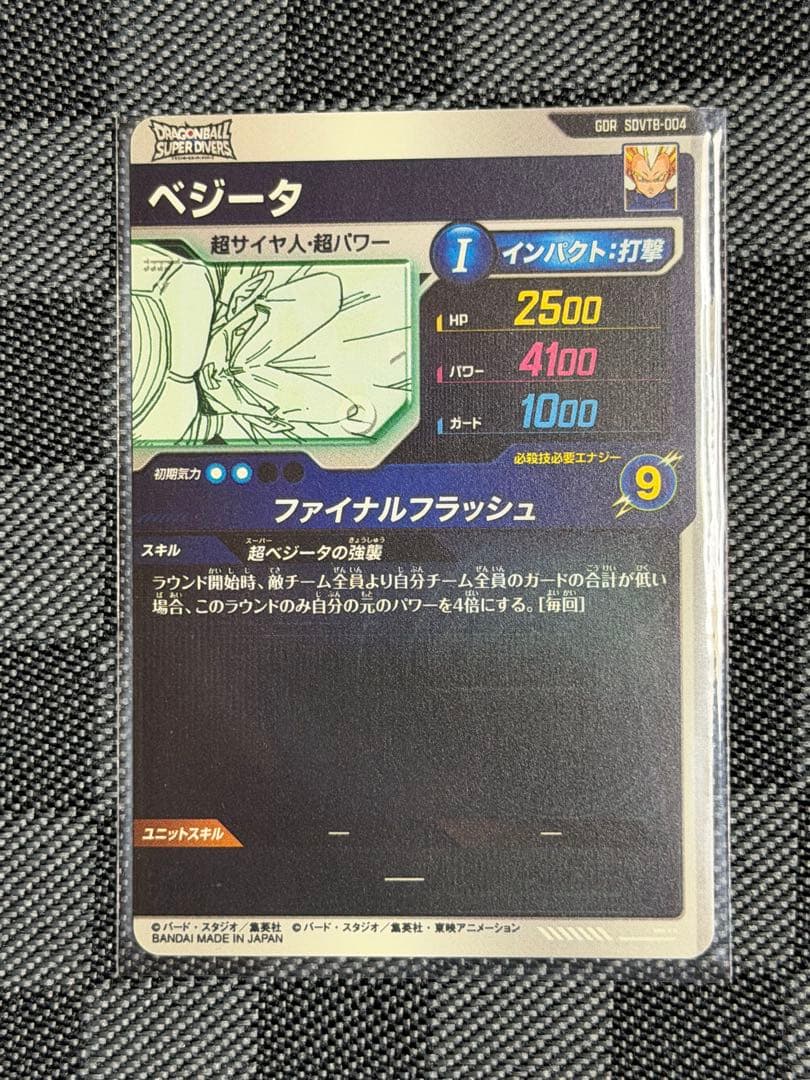 DRAGONBALL
SUPER DIVERS
GDR SDVT8-004
ベジータ
超サイヤ人・超パワー
I インパクト:打撃
HP 2500
パワー 4100
ガード 1000
初期気力
必殺技必要エナジー
9
ファイナルフラッシュ
スキル 超ベジータの強襲
ラウンド開始時、敵チーム全員より自分チーム全員のガードの合計が低い
場合、このラウンドのみ自分の元のパワーを4倍にする。[毎回]
ユニットスキル
©バード・スタジオ/集英社 ©バード・スタジオ/集英社・東映アニメーション
BANDAI MADE IN JAPAN